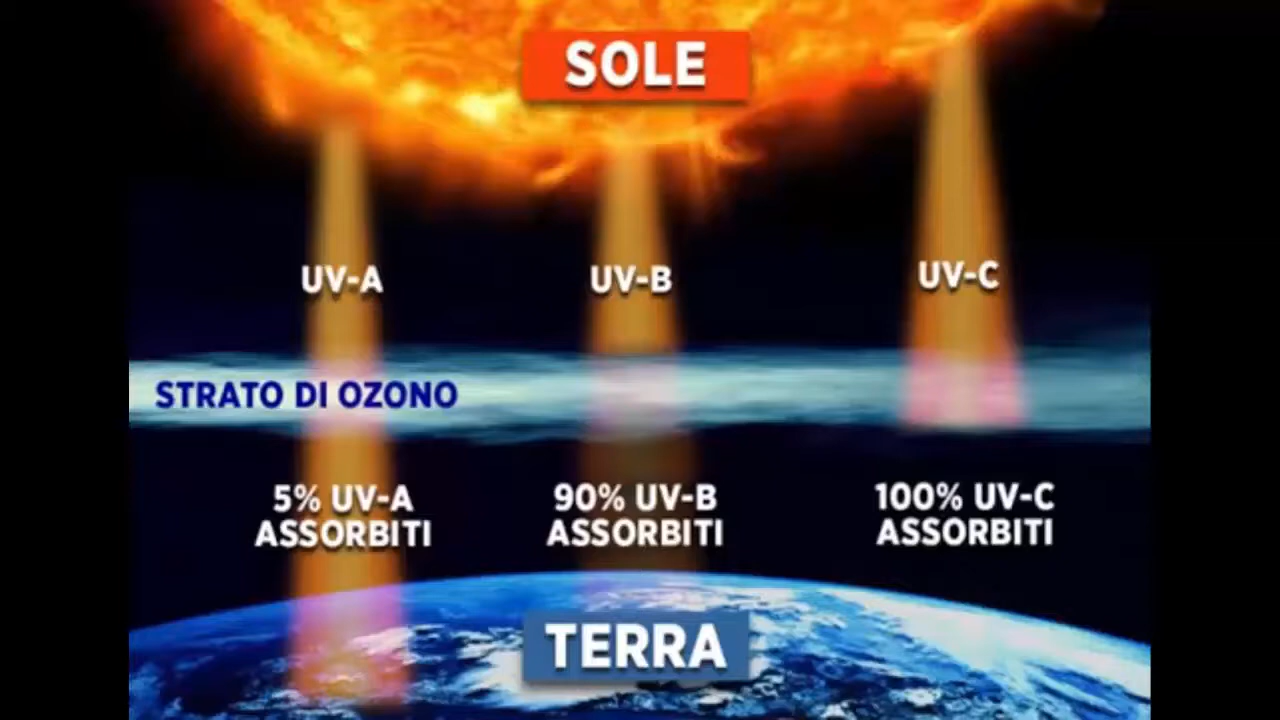 SOLE
UV-A
UV-B
UV-C
STRATO DI OZONO
5% UV-A
ASSORBITI
90% UV-B
ASSORBITI
100% UV-C
ASSORBITI
TERRA